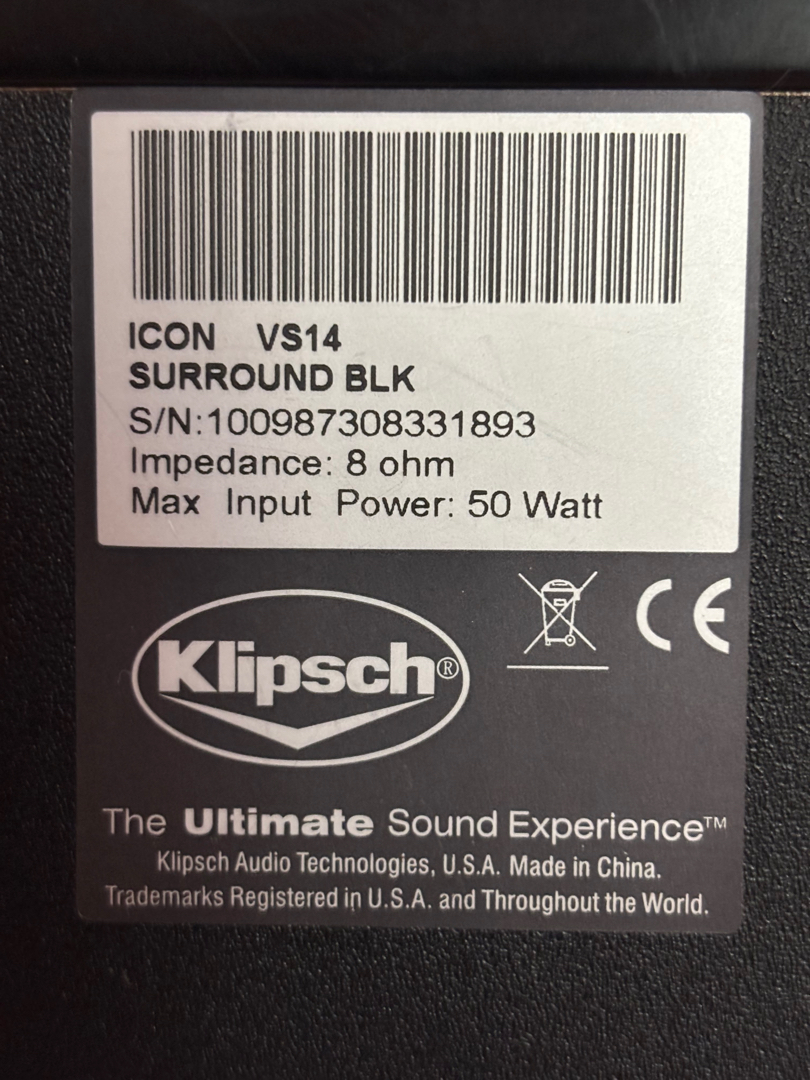 ICON VS14
SURROUND BLK
S/N:100987308331893
Impedance: 8 ohm
Max Input Power: 50 Watt
CE
Klipsch®
The Ultimate Sound Experience™
Klipsch Audio Technologies, U.S.A. Made in China.
Trademarks Registered in U.S.A. and Throughout the World.